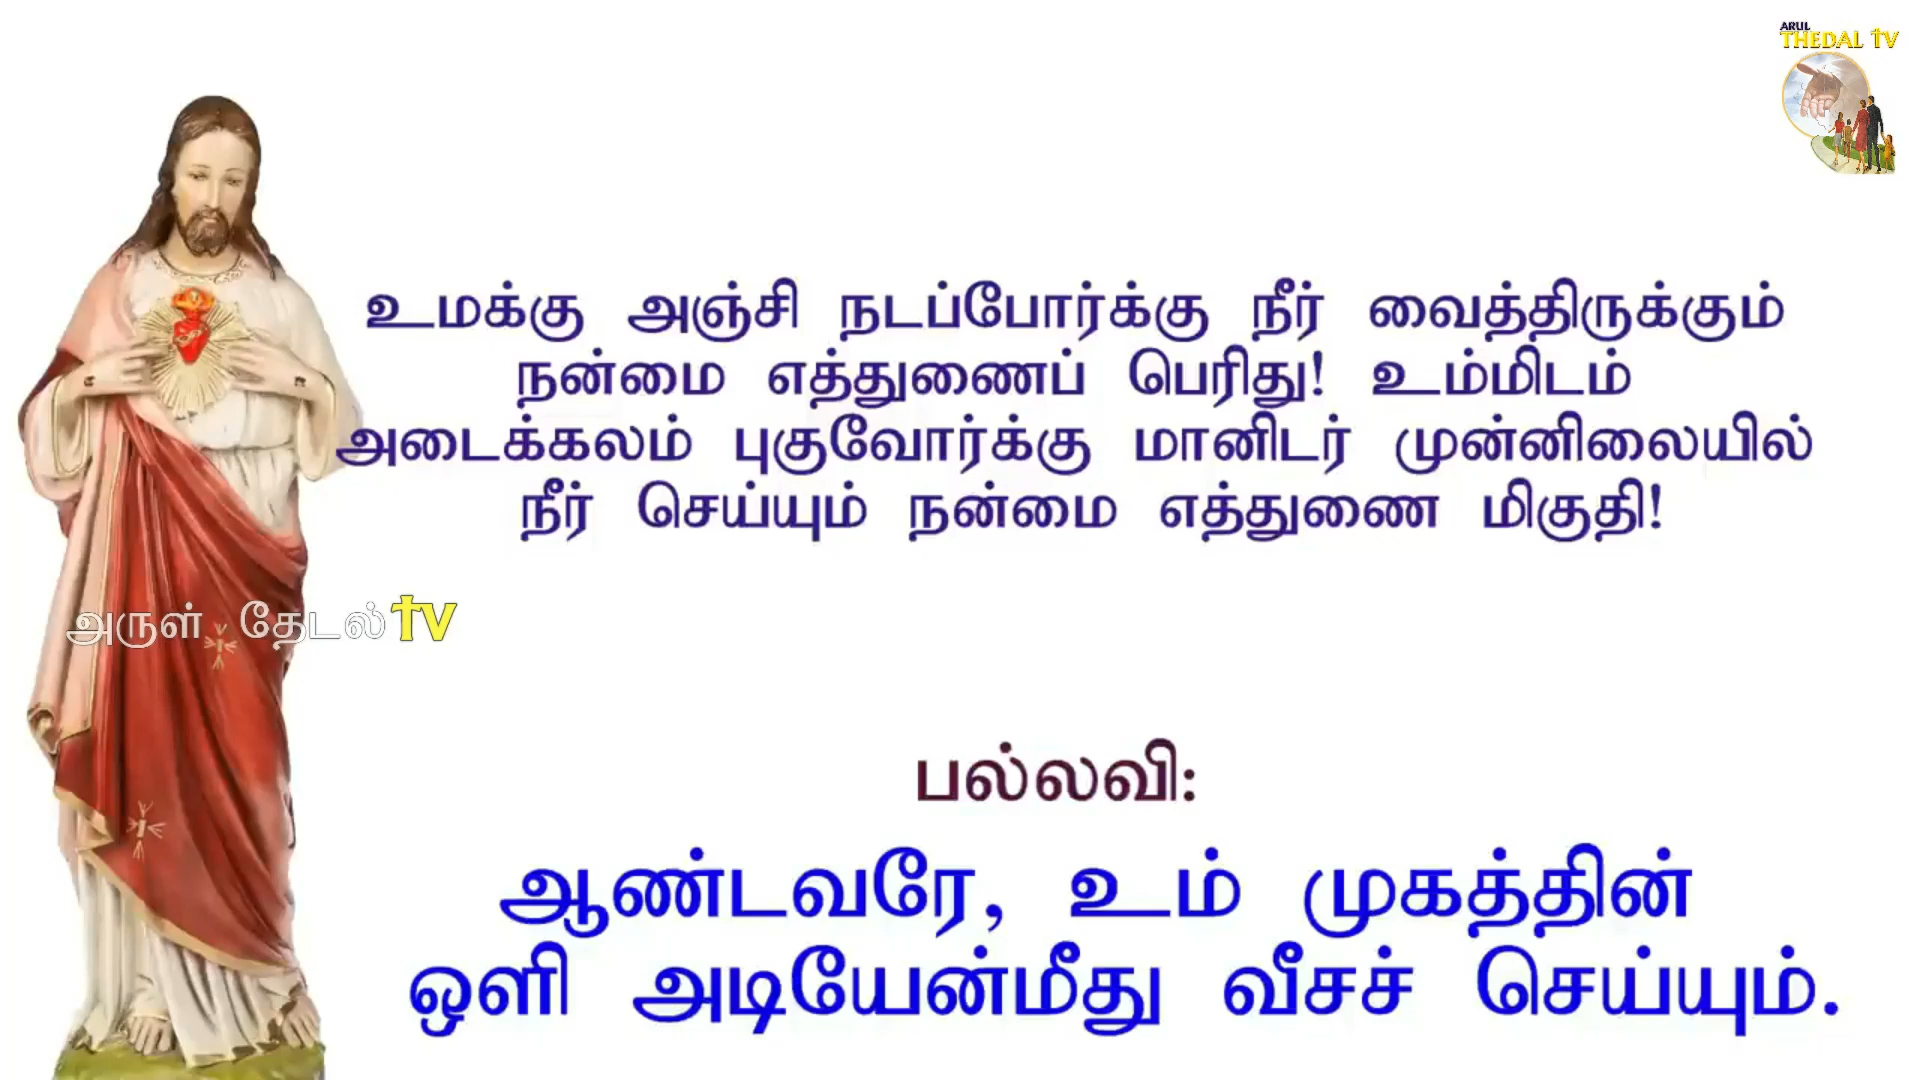 ARUL
THEDAL TV
உமக்கு அஞ்சி நடப்போர்க்கு நீர் வைத்திருக்கும்
நன்மை எத்துணைப் பெரிது! உம்மிடம்
அடைக்கலம் புகுவோர்க்கு மானிடர் முன்னிலையில்
நீர் செய்யும் நன்மை எத்துணை மிகுதி!
அருள் தேடல் TV
பல்லவி:
ஆண்டவரே, உம் முகத்தின்
ஒளி அடியேன்மீது வீசச் செய்யும்.